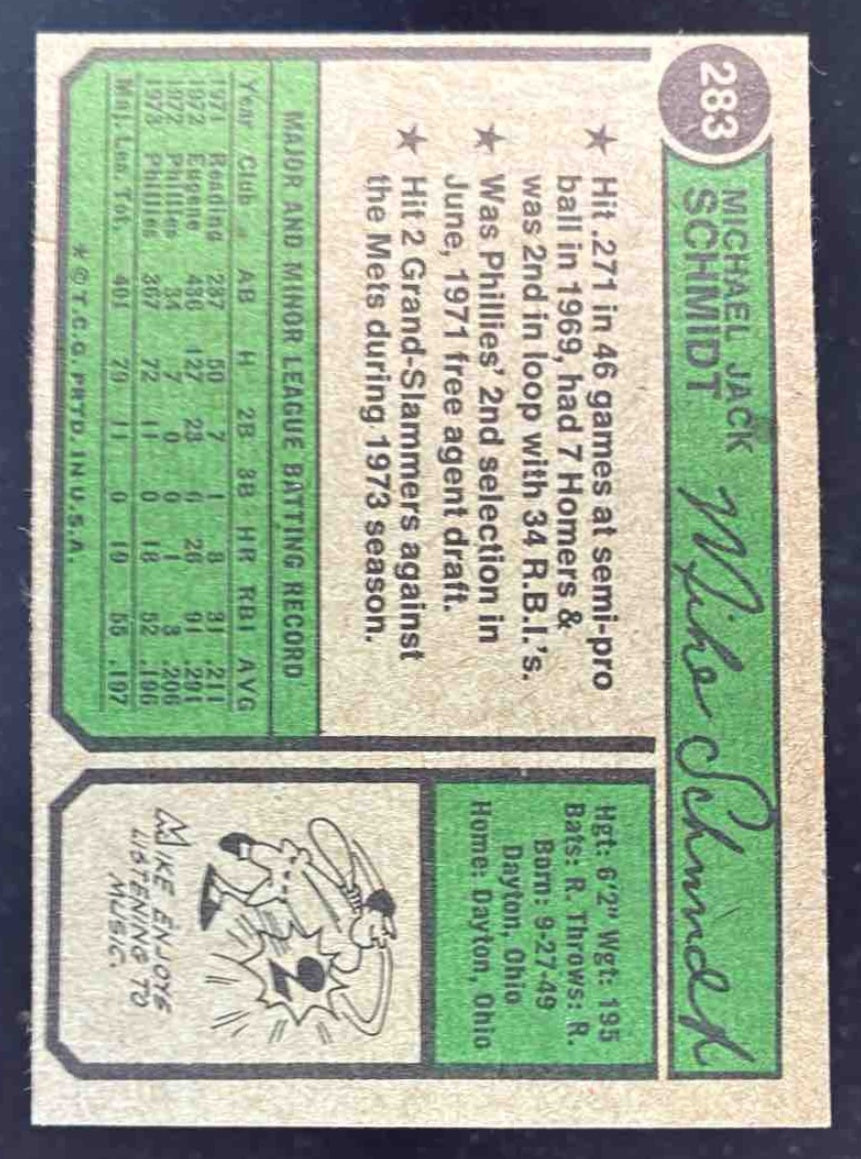 283
MICHAEL JACK
SCHMIDT
Mike Schmidt
★ Hit .271 in 46 games at semi-pro
ball in 1969, had 7 Homers &
was 2nd in loop with 34 R.B.I.'s.
★ Was Phillies' 2nd selection in
June, 1971 free agent draft.
★ Hit 2 Grand-Slammers against
the Mets during 1973 season.
MAJOR AND MINOR LEAGUE BATTING RECORD
Year Club AB H 2B 3B HR RBI AVG
1971 Reading 237 50 7 1 8 31 .211
1972 Eugene 436 127 23 6 26 91 .291
1972 Phillies 34 7 0 0 1 3 .206
1973 Phillies 367 72 11 0 18 52 .196
Maj. Lea. Tot. 401 79 11 0 19 55 .197
* © T.C.G. PRTD. IN U.S.A.
Hgt: 6'2" Wgt: 195
Bats: R. Throws: R.
Born: 9-27-49
Dayton, Ohio
Home: Dayton, Ohio
MIKE ENJOYS
LISTENING TO
MUSIC.